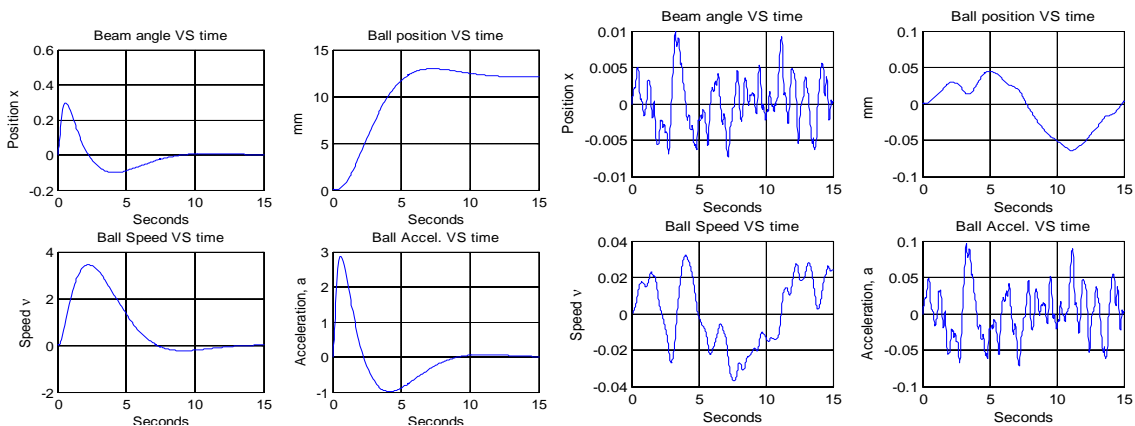 Beam angle VS time
0.6
0.4
0.2
0
-0.2
Position x
0 5 10 15
Seconds
Ball position VS time
15
10
5
0
mm
0 5 10 15
Seconds
Beam angle VS time
0.01
0.005
0
-0.005
-0.01
Position x
0 5 10 15
Seconds
Ball position VS time
0.1
0.05
0
-0.05
-0.1
mm
0 5 10 15
Seconds
Ball Speed VS time
4
2
0
-2
Speed v
0 5 10 15
Seconds
Ball Accel. VS time
3
2
1
0
-1
Acceleration, a
0 5 10 15
Seconds
Ball Speed VS time
0.04
0.02
0
-0.02
-0.04
Speed v
0 5 10 15
Seconds
Ball Accel. VS time
0.1
0.05
0
-0.05
-0.1
Acceleration, a
0 5 10 15
Seconds